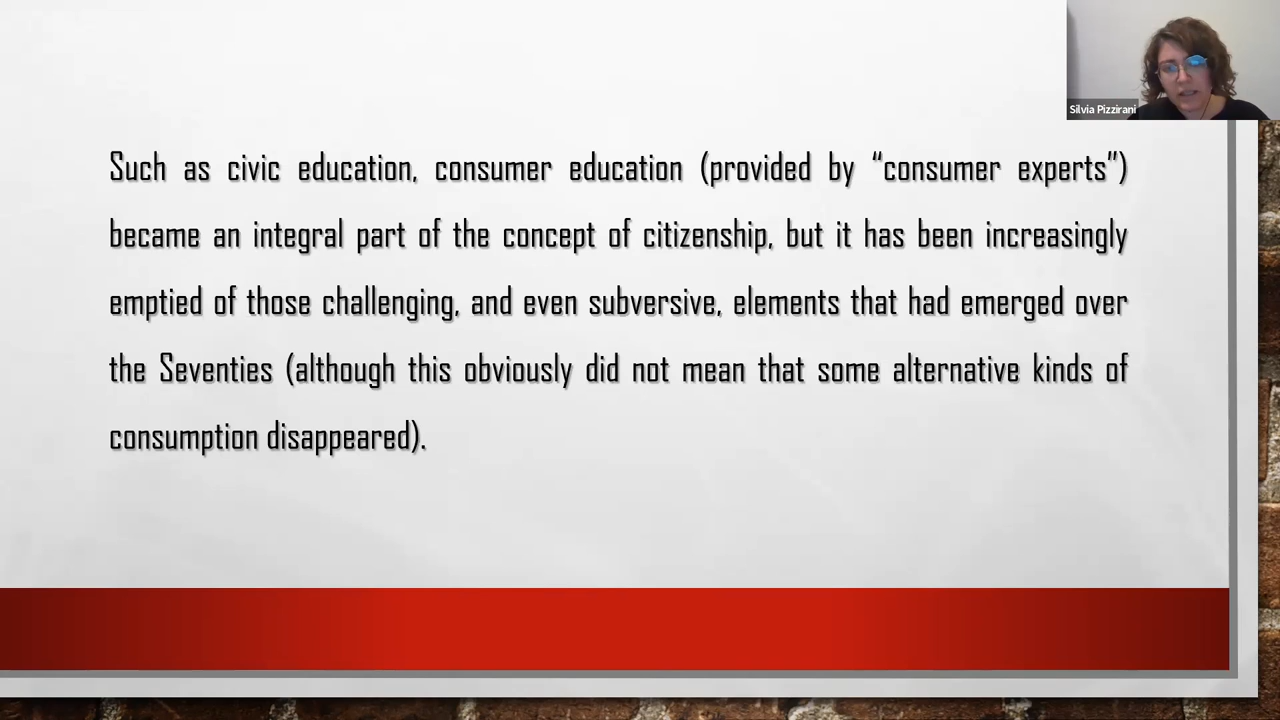 Silvia Pizzirani
Such as civic education, consumer education (provided by “consumer experts”)
became an integral part of the concept of citizenship, but it has been increasingly
emptied of those challenging, and even subversive, elements that had emerged over
the Seventies (although this obviously did not mean that some alternative kinds of
consumption disappeared).